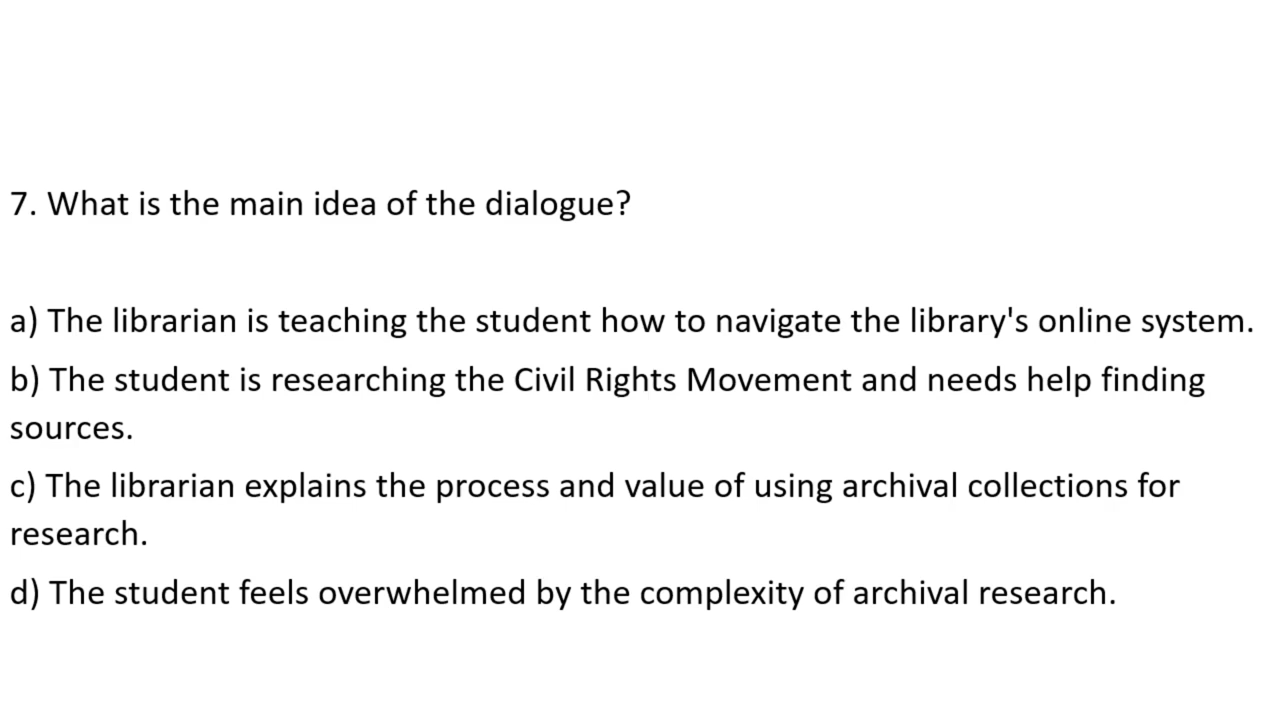 7. What is the main idea of the dialogue?
a) The librarian is teaching the student how to navigate the library's online system.
b) The student is researching the Civil Rights Movement and needs help finding
sources.
c) The librarian explains the process and value of using archival collections for
research.
d) The student feels overwhelmed by the complexity of archival research.